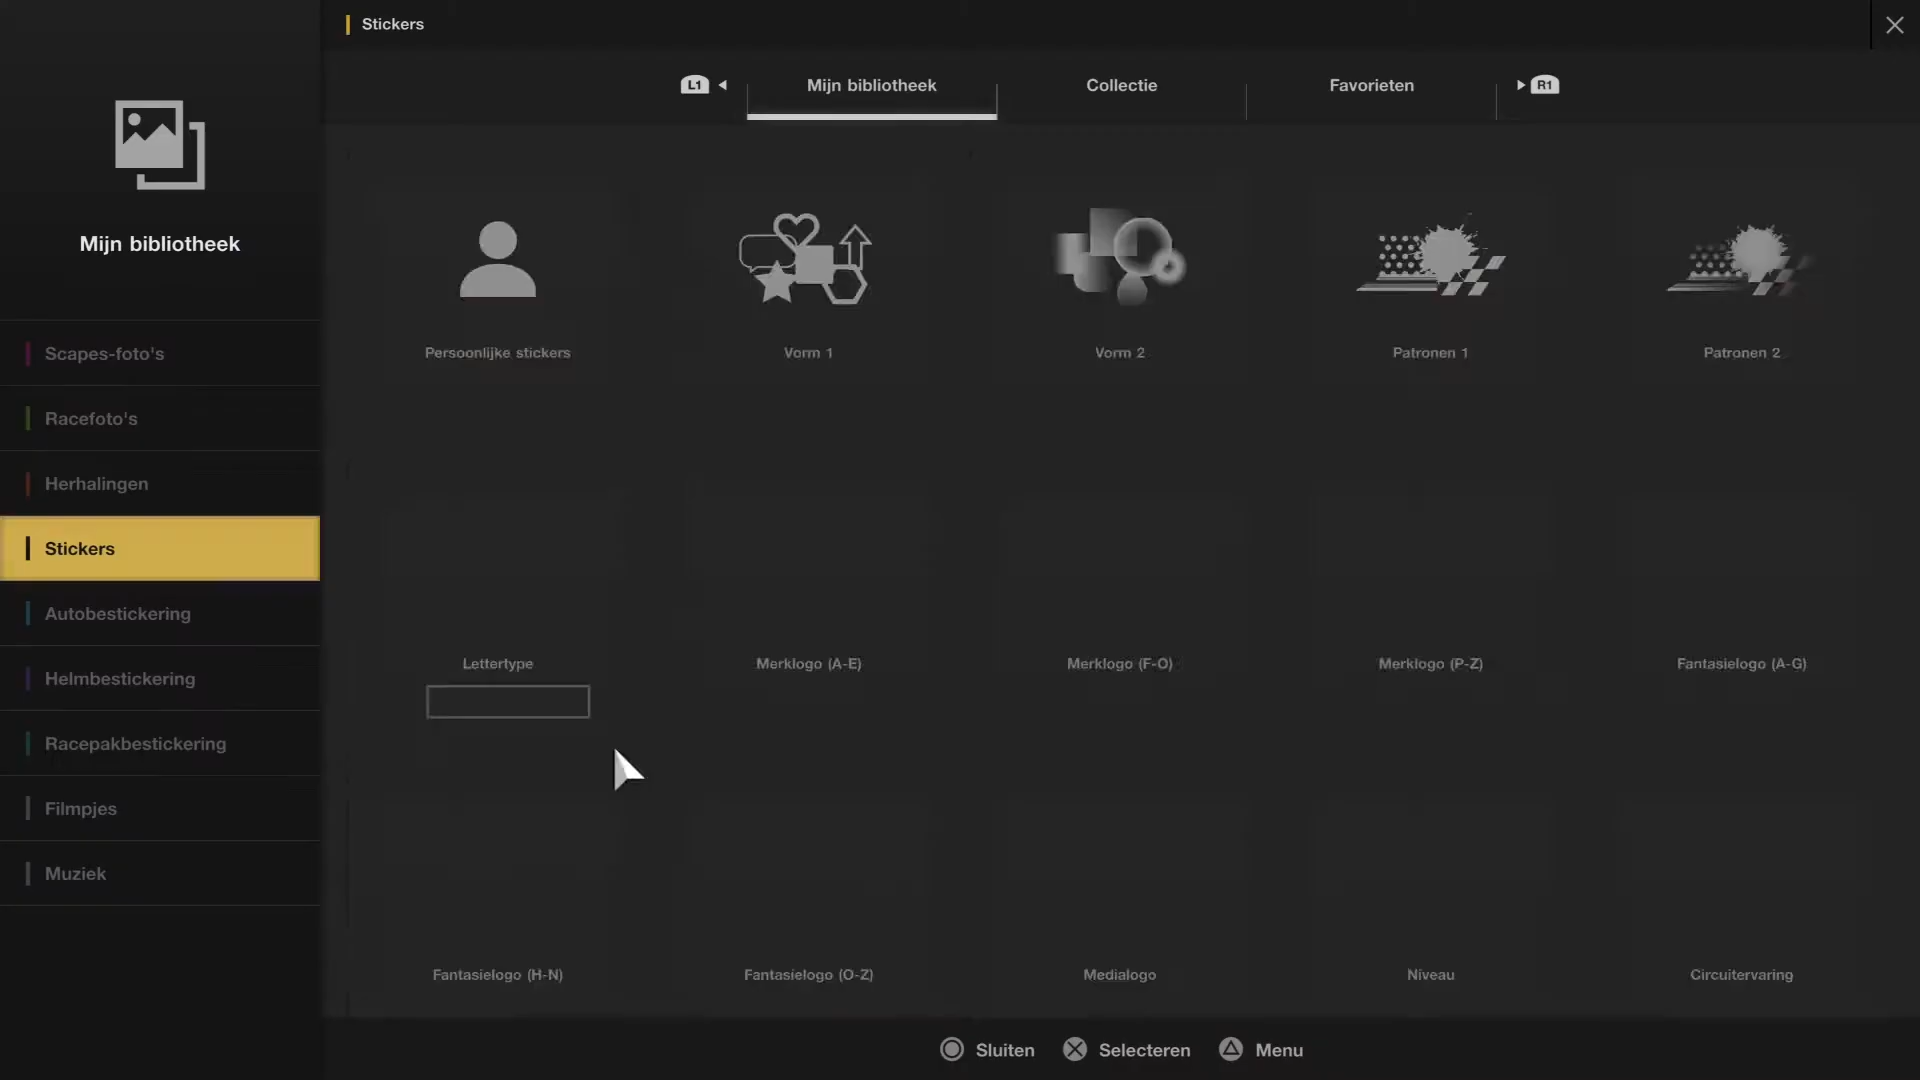 Stickers
L1
Mijn bibliotheek
Collectie
Favorieten
R1
Mijn bibliotheek
Scapes-foto's
Racefoto's
Herhalingen
Stickers
Autobestickering
Helmbestickering
Racepakbestickering
Filmpjes
Muziek
Persoonlijke stickers
Vorm 1
Vorm 2
Patronen 1
Patronen 2
Lettertype
Merklogo (A-E)
Merklogo (F-O)
Merklogo (P-Z)
Fantasielogo (A-G)
Fantasielogo (H-N)
Fantasielogo (O-Z)
Medialogo
Niveau
Circuitervaring
Sluiten
Selecteren
Menu